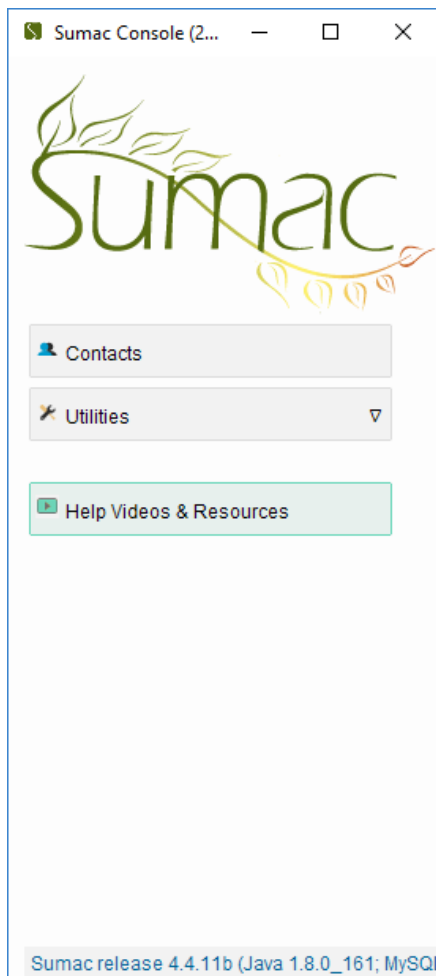 Sumac Console (2...
Sumac
Contacts
Utilities
Help Videos & Resources
Sumac release 4.4.11b (Java 1.8.0_161; MySQ